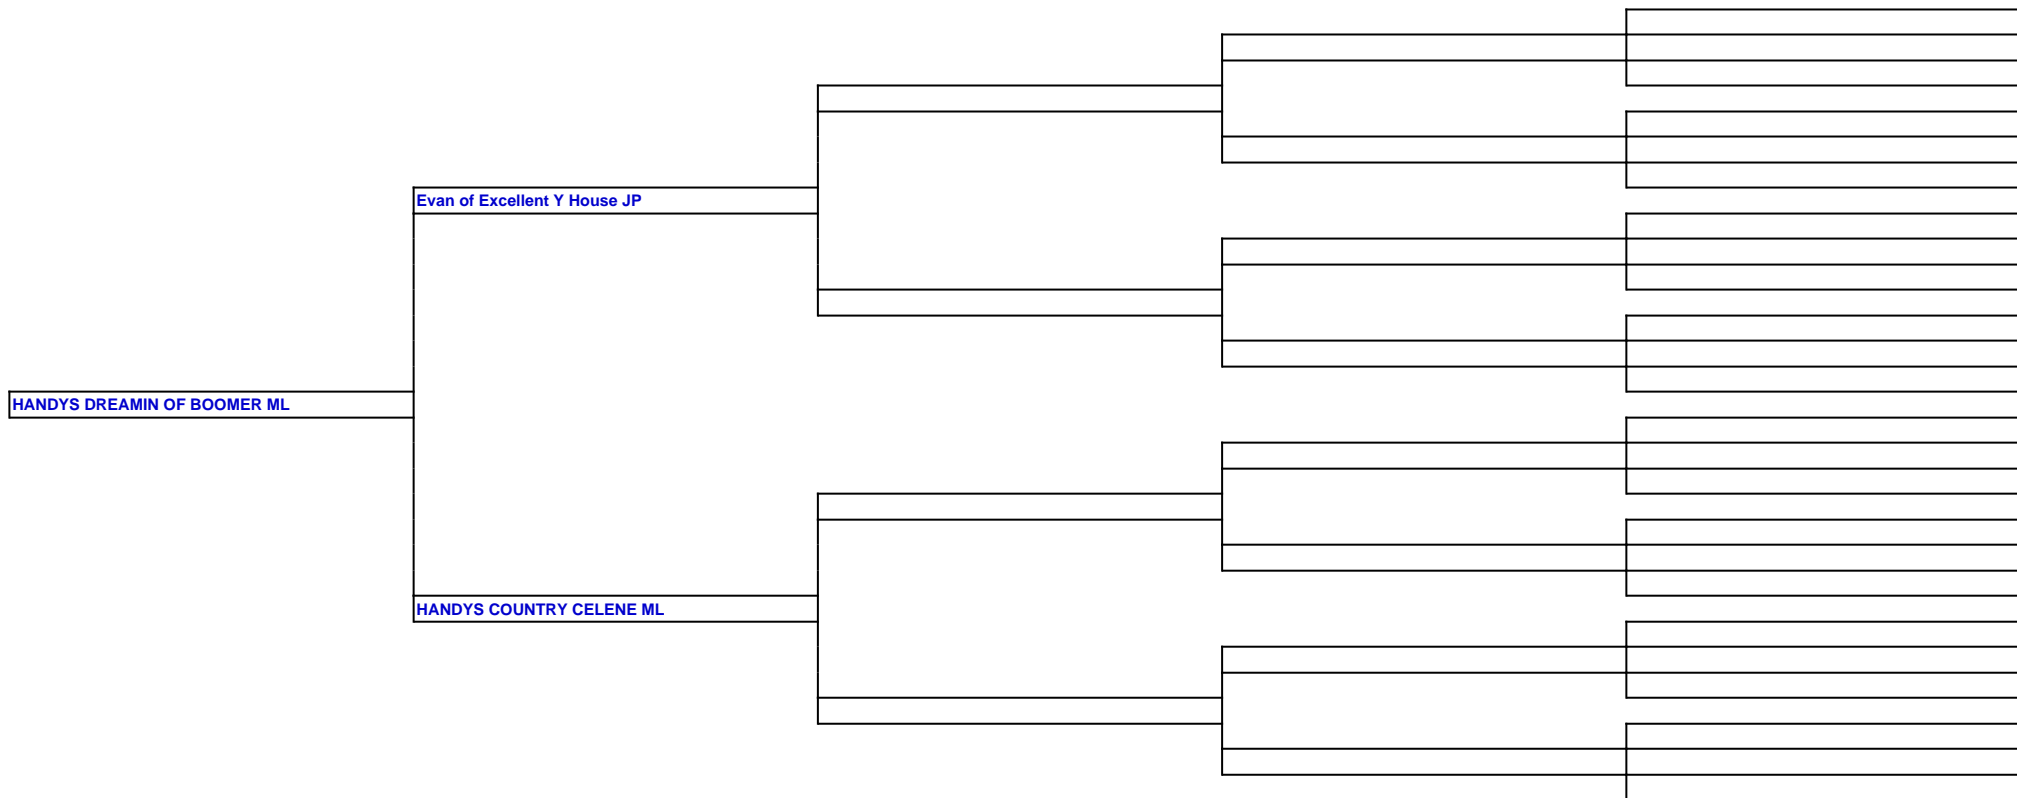 Evan of Excellent Y House JP
HANDYS DREAMIN OF BOOMER ML
HANDYS COUNTRY CELENE ML